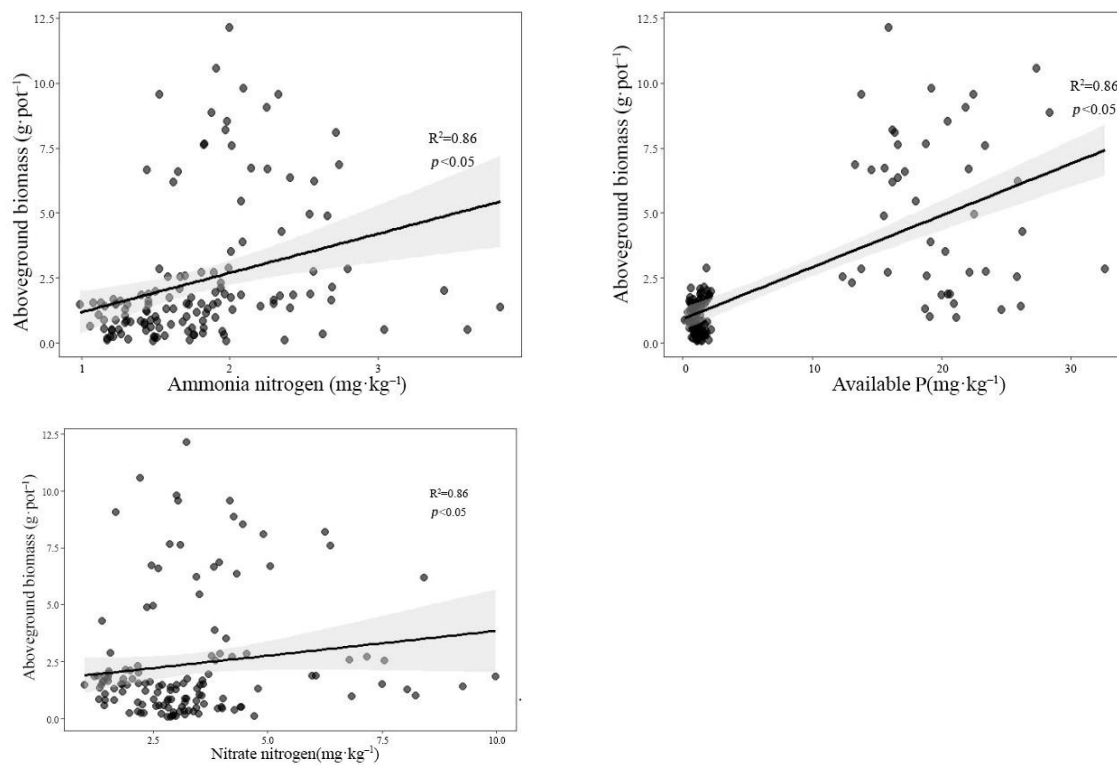 12.5
10.0
7.5
5.0
2.5
0.0
Aboveground biomass (g·pot⁻¹)
R²=0.86
p<0.05
1 2 3
Ammonia nitrogen (mg·kg⁻¹)
12.5
10.0
7.5
5.0
2.5
0.0
Aboveground biomass (g·pot⁻¹)
R²=0.86
p<0.05
0 10 20 30
Available P(mg·kg⁻¹)
12.5
10.0
7.5
5.0
2.5
0.0
Aboveground biomass (g·pot⁻¹)
R²=0.86
p<0.05
2.5 5.0 7.5 10.0
Nitrate nitrogen(mg·kg⁻¹)
.